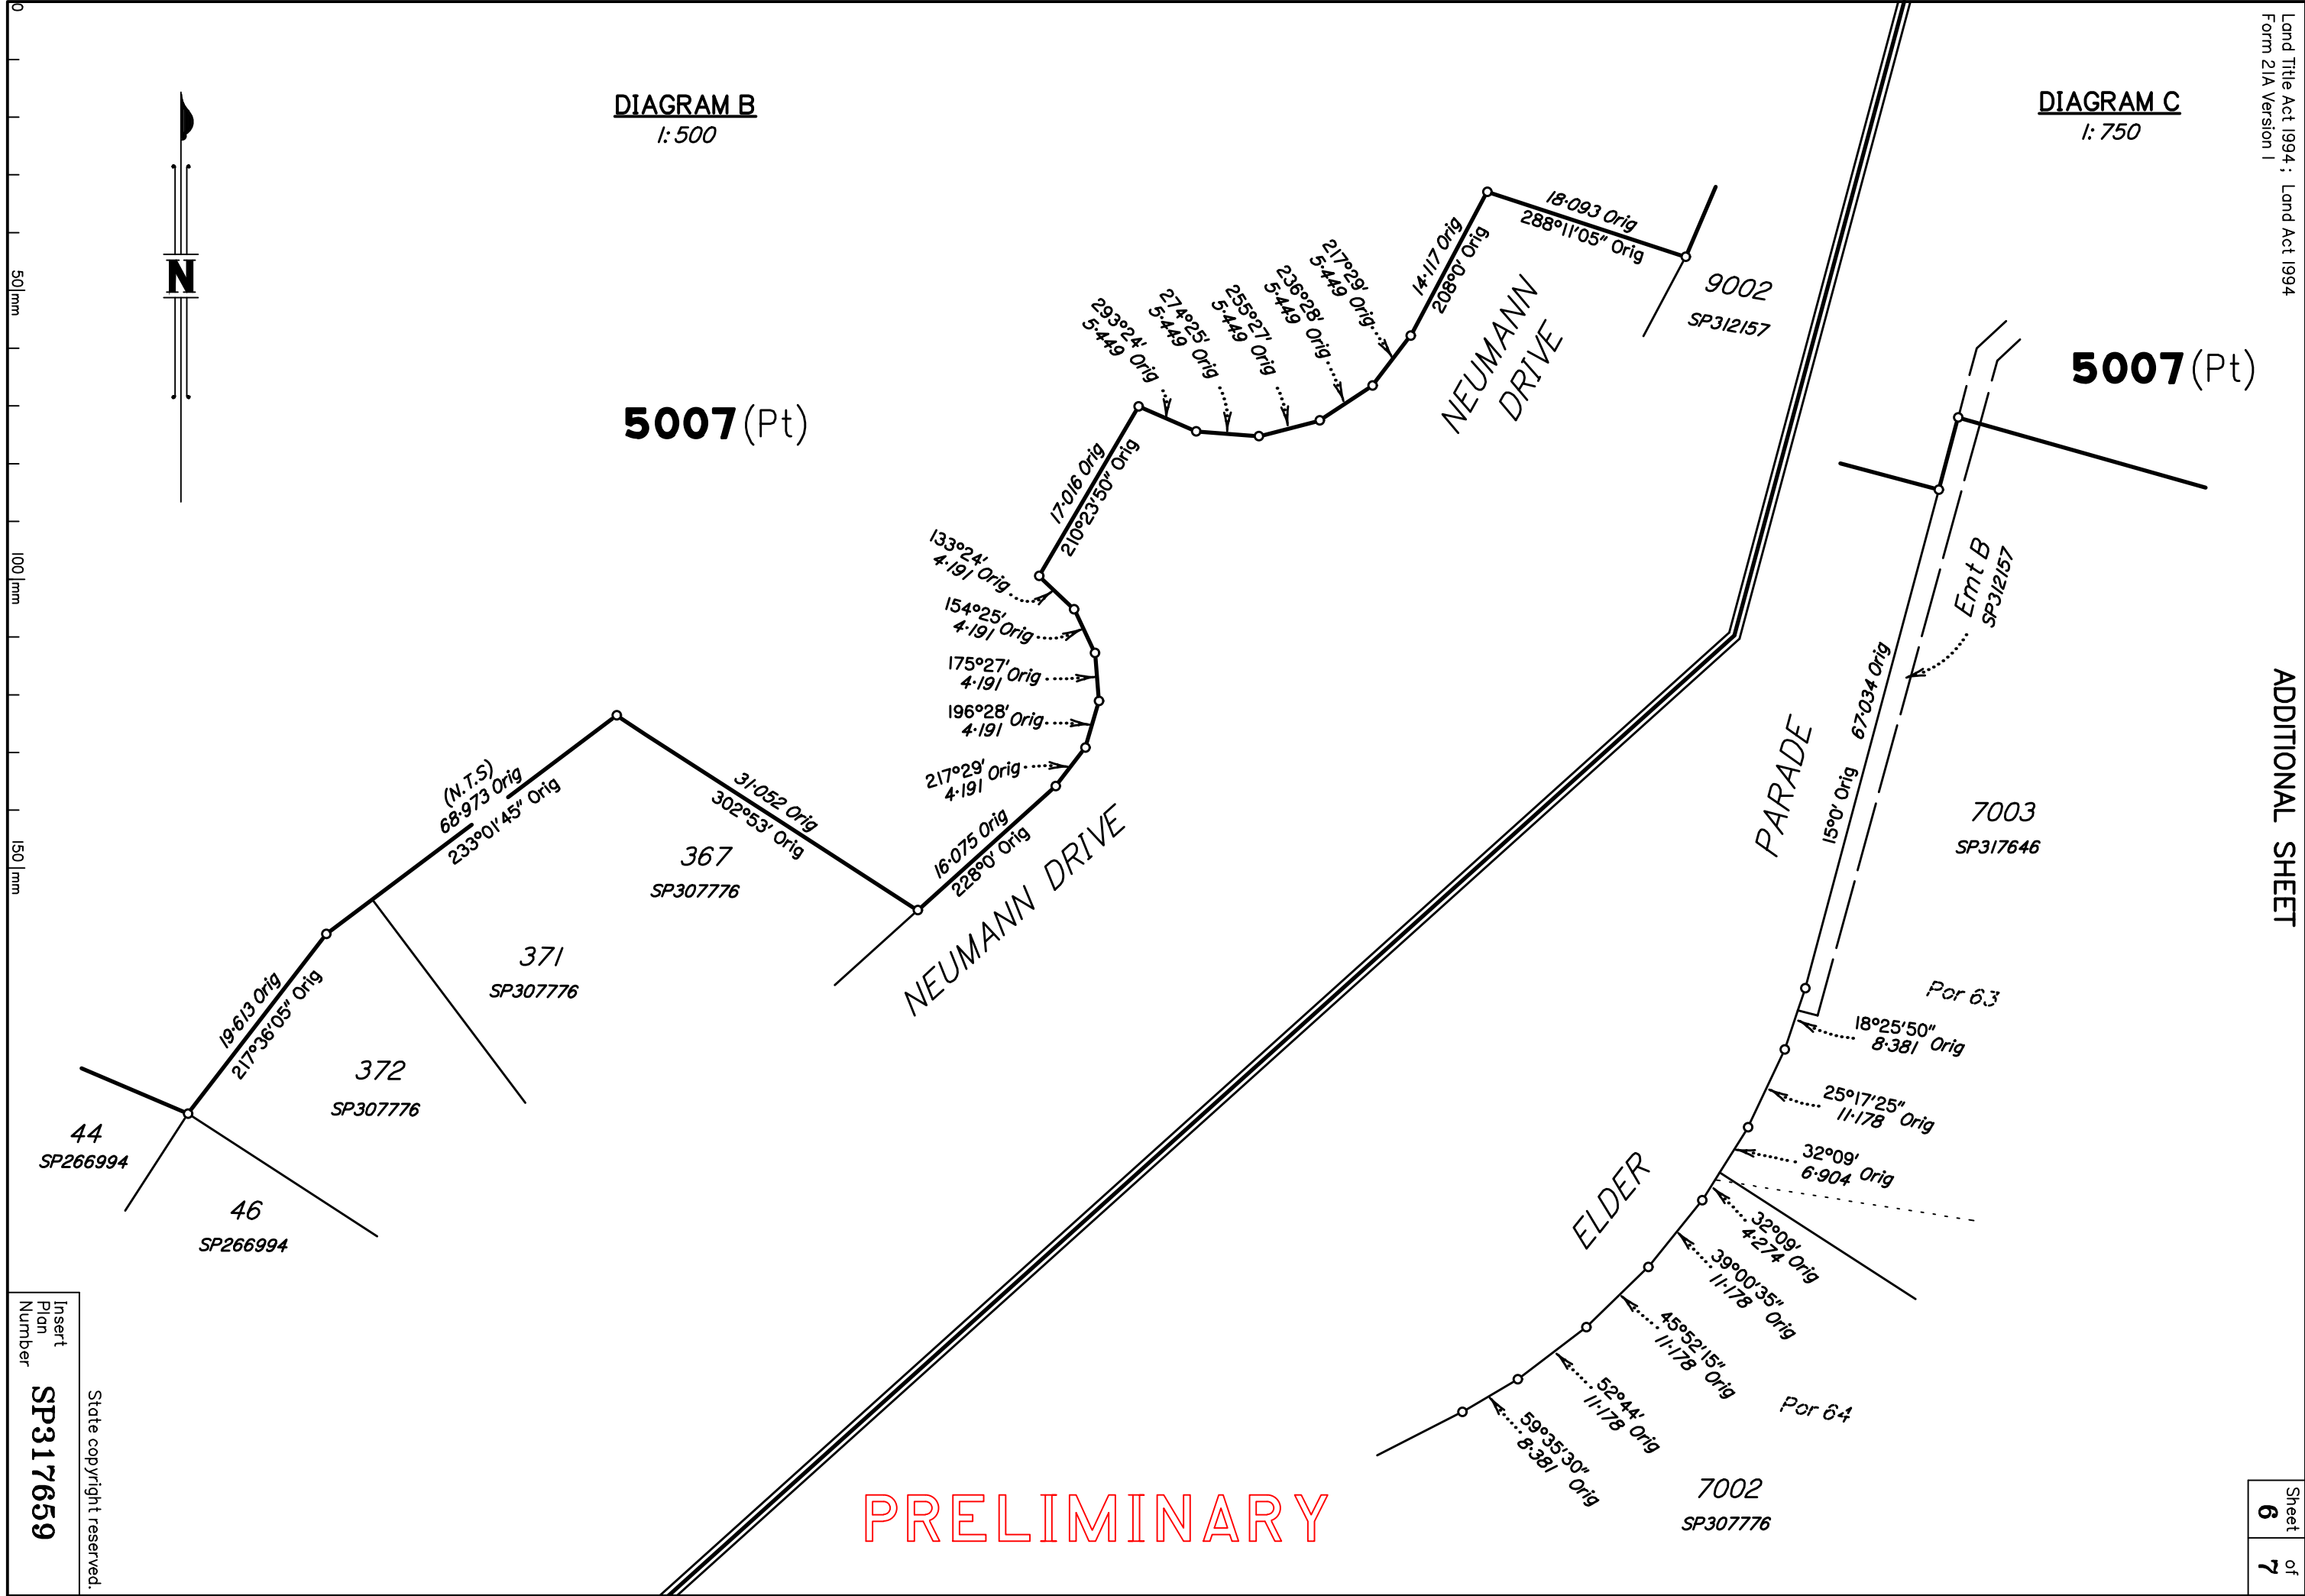 Land Title Act 1994 ; Land Act 1994
Form 21A Version 1
ADDITIONAL SHEET
Sheet
6
of
7
DIAGRAM B
1:500
DIAGRAM C
1:750
N
5007(Pt)
18·093 Orig
288°11'05" Orig
9002
SP312157
14·117 Orig
208°0' Orig
NEUMANN
DRIVE
217°29' Orig
5·449
236°28' Orig
5·449
255°27' Orig
5·449
274°25' Orig
5·449
293°24' Orig
5·449
17·016 Orig
210°23'50" Orig
133°24' Orig
4·191
154°25' Orig
4·191
175°27' Orig
4·191
196°28' Orig
4·191
217°29' Orig
4·191
16·075 Orig
228°0' Orig
NEUMANN DRIVE
31·052 Orig
302°53' Orig
367
SP307776
(N.T.S)
68·973 Orig
233°01'45" Orig
371
SP307776
19·613 Orig
217°36'05" Orig
372
SP307776
44
SP266994
46
SP266994
5007(Pt)
Emt B
SP312157
67·034 Orig
15°0' Orig
PARADE
7003
SP317646
Por 63
18°25'50" Orig
8·381
25°17'25" Orig
11·178
32°09' Orig
6·904
32°09' Orig
4·274
39°00'35" Orig
11·178
45°52'15" Orig
11·178
52°44' Orig
11·178
59°35'30" Orig
8·381
ELDER
Por 64
7002
SP307776
PRELIMINARY
0
50 mm
100 mm
150 mm
State copyright reserved.
Insert
Plan
Number
SP317659